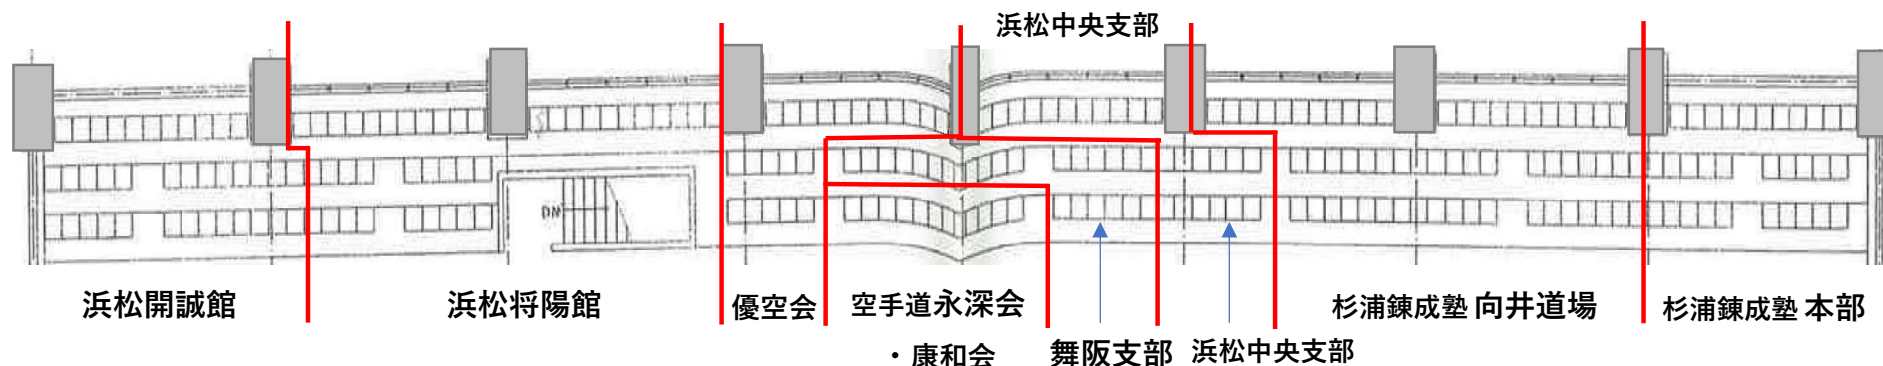 浜松中央支部
DN
浜松開誠館
浜松将陽館
優空会
空手道永深会
・康和会
舞阪支部
浜松中央支部
杉浦錬成塾 向井道場
杉浦錬成塾 本部